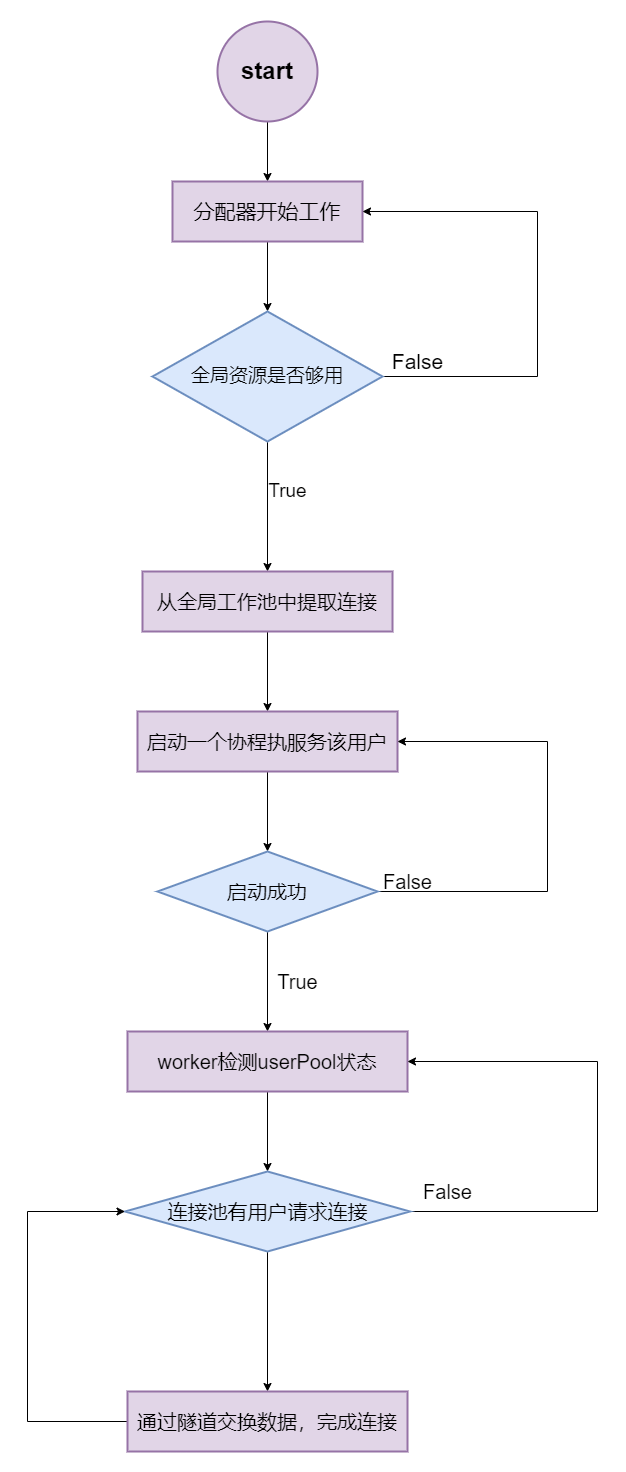 start
分配器开始工作
全局资源是否够用
False
True
从全局工作池中提取连接
启动一个协程执服务该用户
启动成功
False
True
worker检测userPool状态
连接池有用户请求连接
False
通过隧道交换数据，完成连接